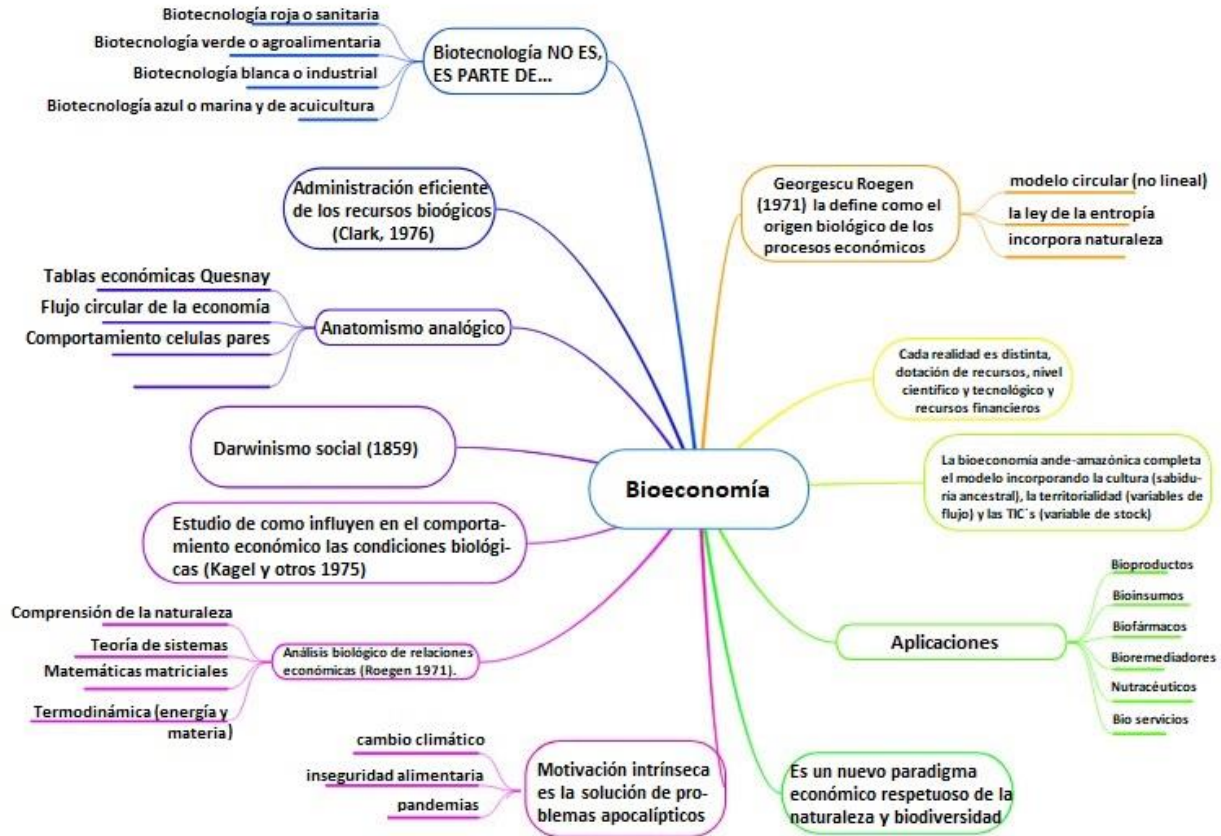 Biotecnología roja o sanitaria
Biotecnología verde o agroalimentaria
Biotecnología blanca o industrial
Biotecnología azul o marina y de acuicultura
Biotecnología NO ES,
ES PARTE DE...
Administración eficiente
de los recursos bioógicos
(Clark, 1976)
Tablas económicas Quesnay
Flujo circular de la economía
Comportamiento celulas pares
Anatomismo analógico
Darwinismo social (1859)
Estudio de como influyen en el comporta-
miento económico las condiciones biológi-
cas (Kagel y otros 1975)
Comprensión de la naturaleza
Teoría de sistemas
Matemáticas matriciales
Termodinámica (energía y
materia)
Análisis biológico de relaciones
económicas (Roegen 1971).
cambio climático
inseguridad alimentaria
pandemias
Motivación intrínseca
es la solución de pro-
blemas apocalípticos
Bioeconomía
Georgescu Roegen
(1971) la define como el
origen biológico de los
procesos económicos
modelo circular (no lineal)
la ley de la entropía
incorpora naturaleza
Cada realidad es distinta,
dotación de recursos, nivel
científico y tecnológico y
recursos financieros
La bioeconomía ande-amazónica completa
el modelo incorporando la cultura (sabidu-
ría ancestral), la territorialidad (variables de
flujo) y las TIC´s (variable de stock)
Aplicaciones
Bioproductos
Bioinsumos
Biofármacos
Bioremediadores
Nutracéuticos
Bio servicios
Es un nuevo paradigma
económico respetuoso de la
naturaleza y biodiversidad